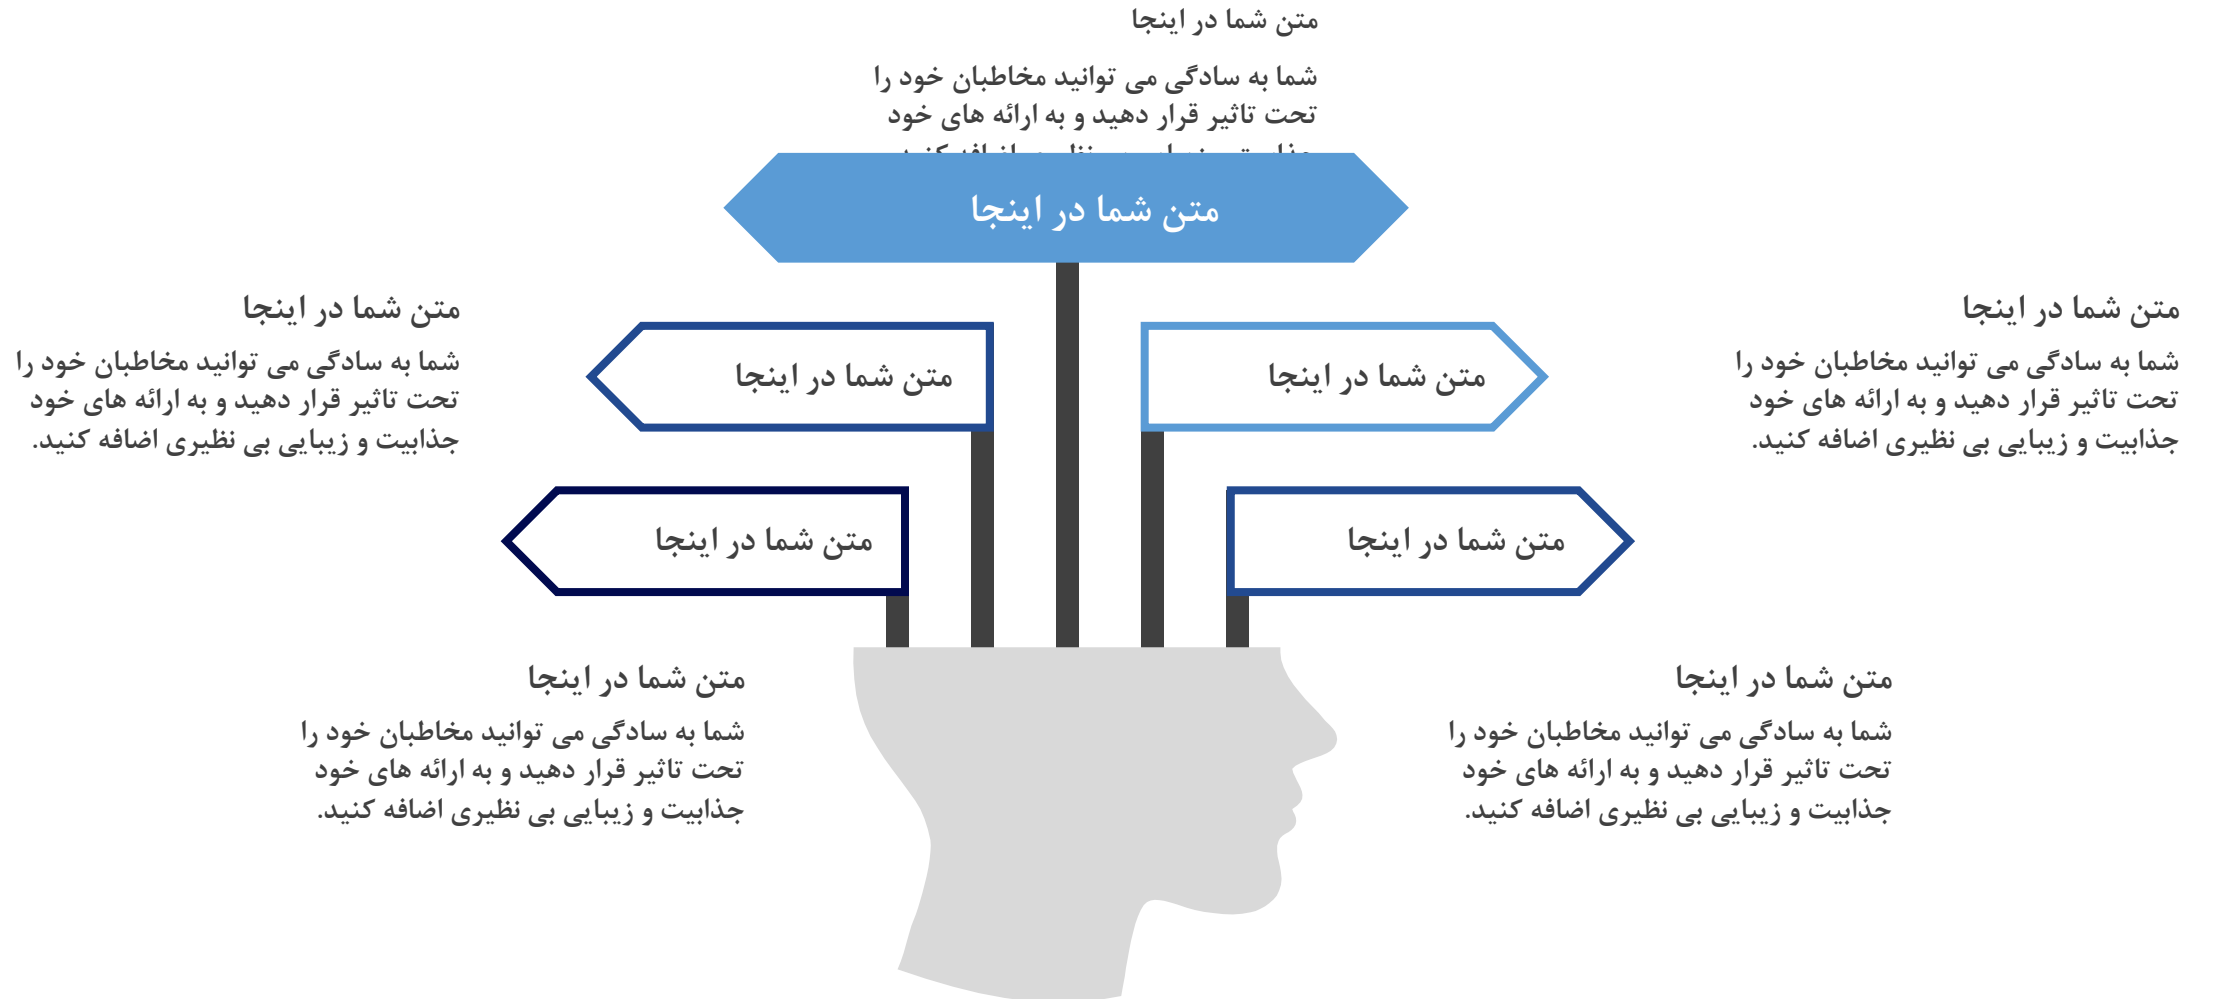 متن شما در اینجا
شما به سادگی می توانید مخاطبان خود را
تحت تاثیر قرار دهید و به ارائه های خود
متن شما در اینجا
متن شما در اینجا
شما به سادگی می توانید مخاطبان خود را
تحت تاثیر قرار دهید و به ارائه های خود
جذابیت و زیبایی بی نظیری اضافه کنید.
متن شما در اینجا
متن شما در اینجا
متن شما در اینجا
شما به سادگی می توانید مخاطبان خود را
تحت تاثیر قرار دهید و به ارائه های خود
جذابیت و زیبایی بی نظیری اضافه کنید.
متن شما در اینجا
متن شما در اینجا
متن شما در اینجا
شما به سادگی می توانید مخاطبان خود را
تحت تاثیر قرار دهید و به ارائه های خود
جذابیت و زیبایی بی نظیری اضافه کنید.
متن شما در اینجا
شما به سادگی می توانید مخاطبان خود را
تحت تاثیر قرار دهید و به ارائه های خود
جذابیت و زیبایی بی نظیری اضافه کنید.